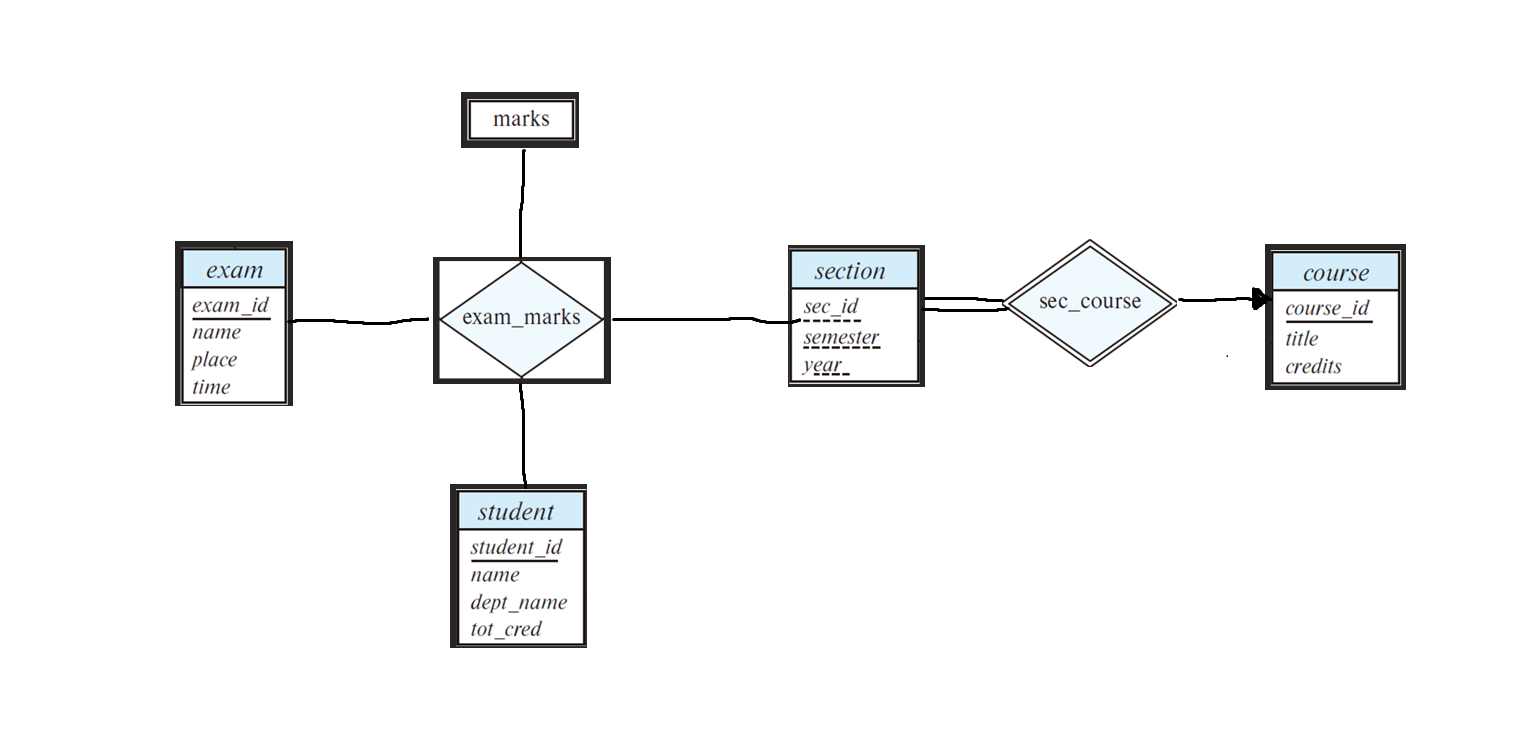 marks
exam
exam_id
name
place
time
exam_marks
section
sec_id
semester
year
sec_course
course
course_id
title
credits
student
student_id
name
dept_name
tot_cred